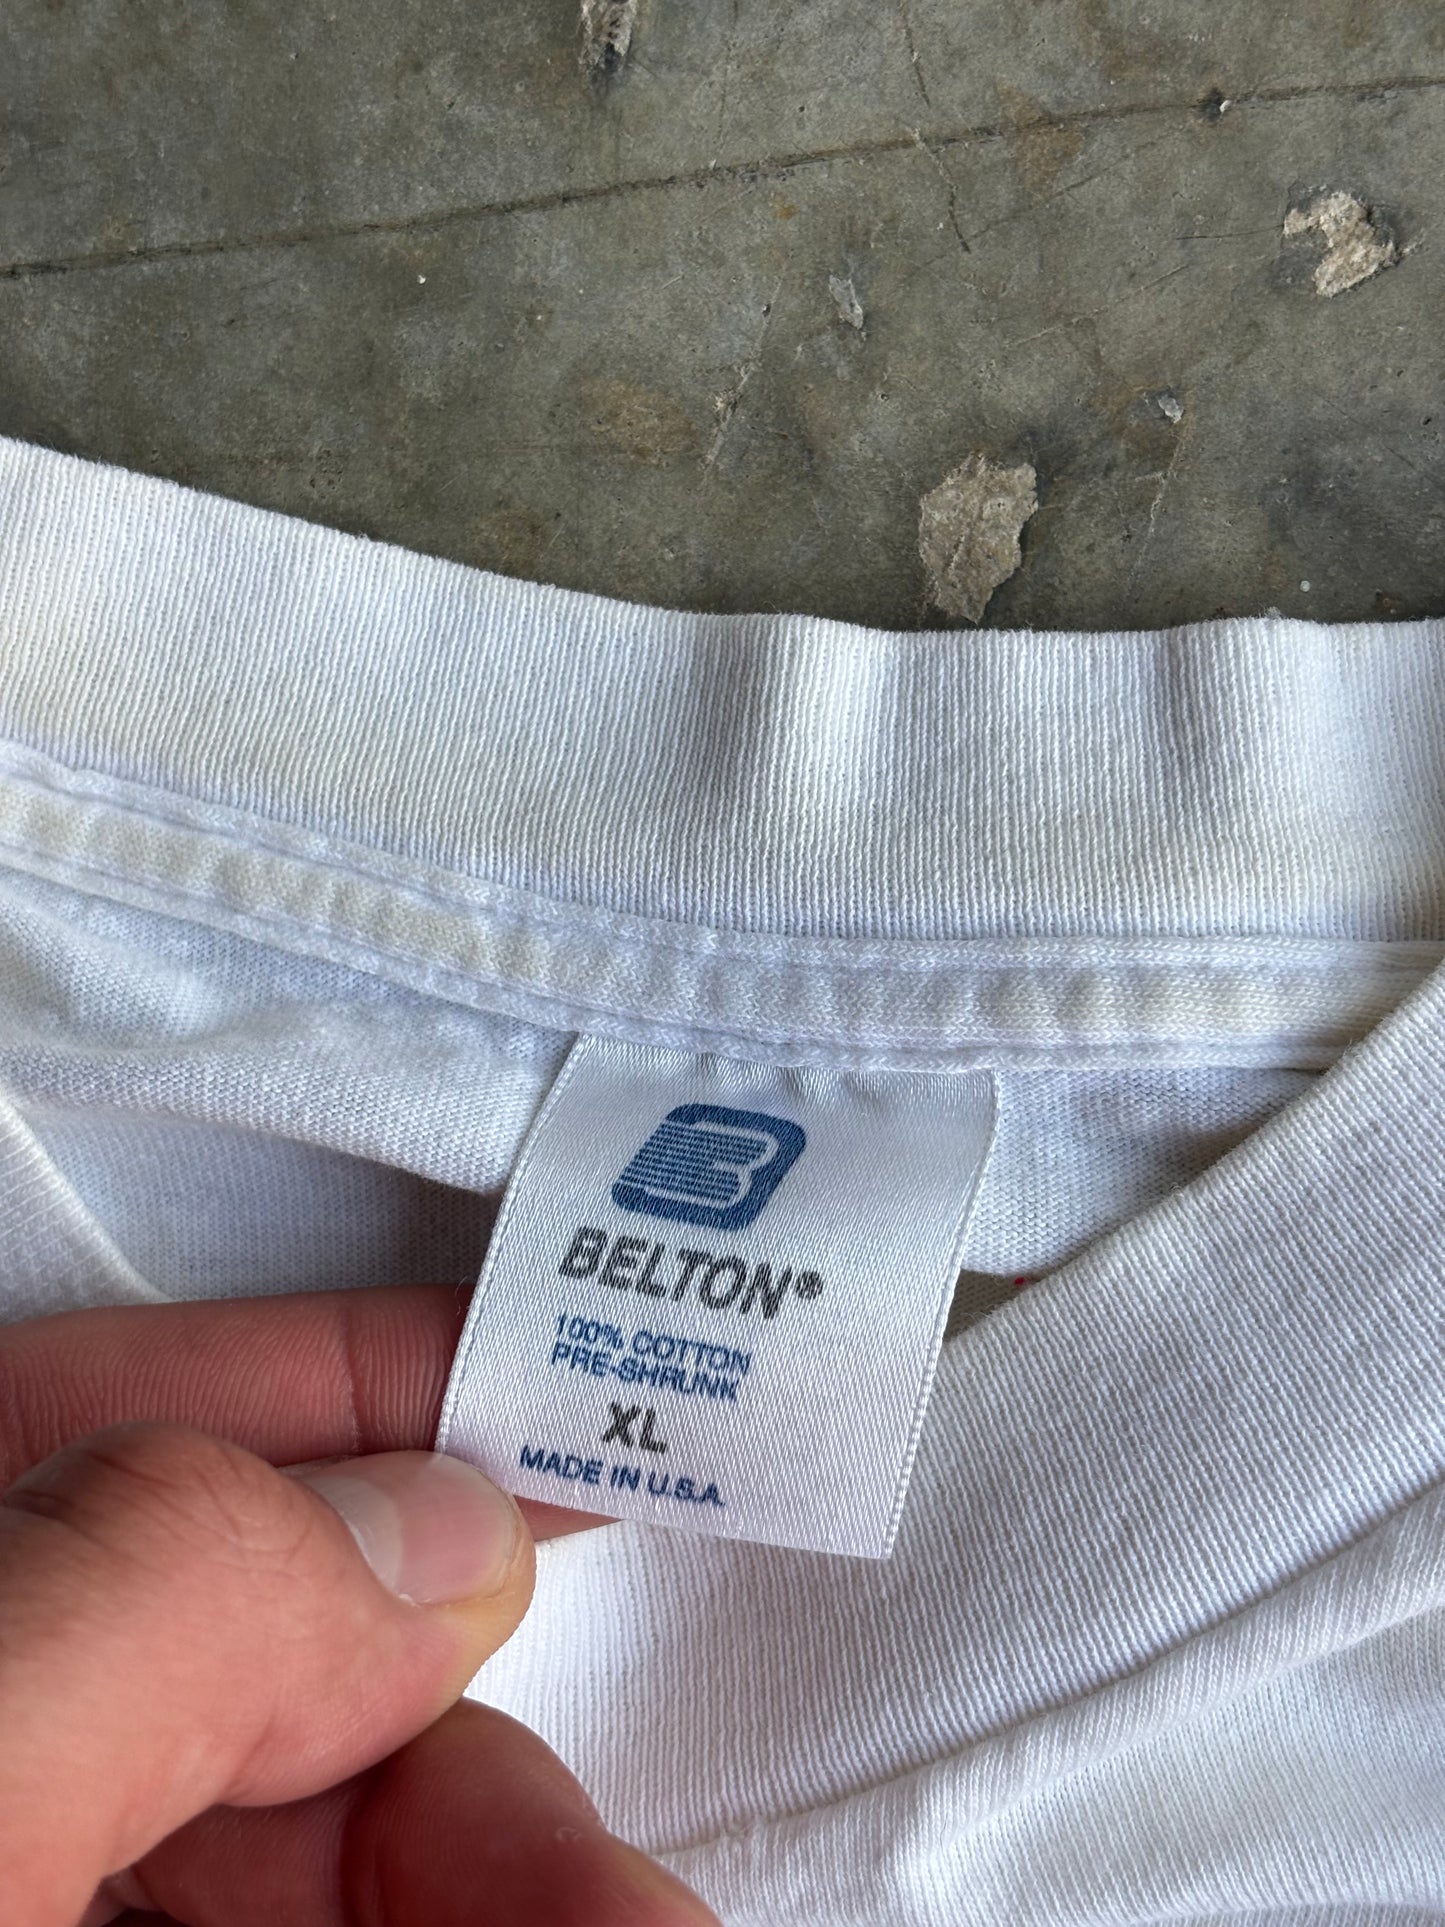 B
BELTON®
100% COTTON
PRE-SHRUNK
XL
MADE IN U.S.A.